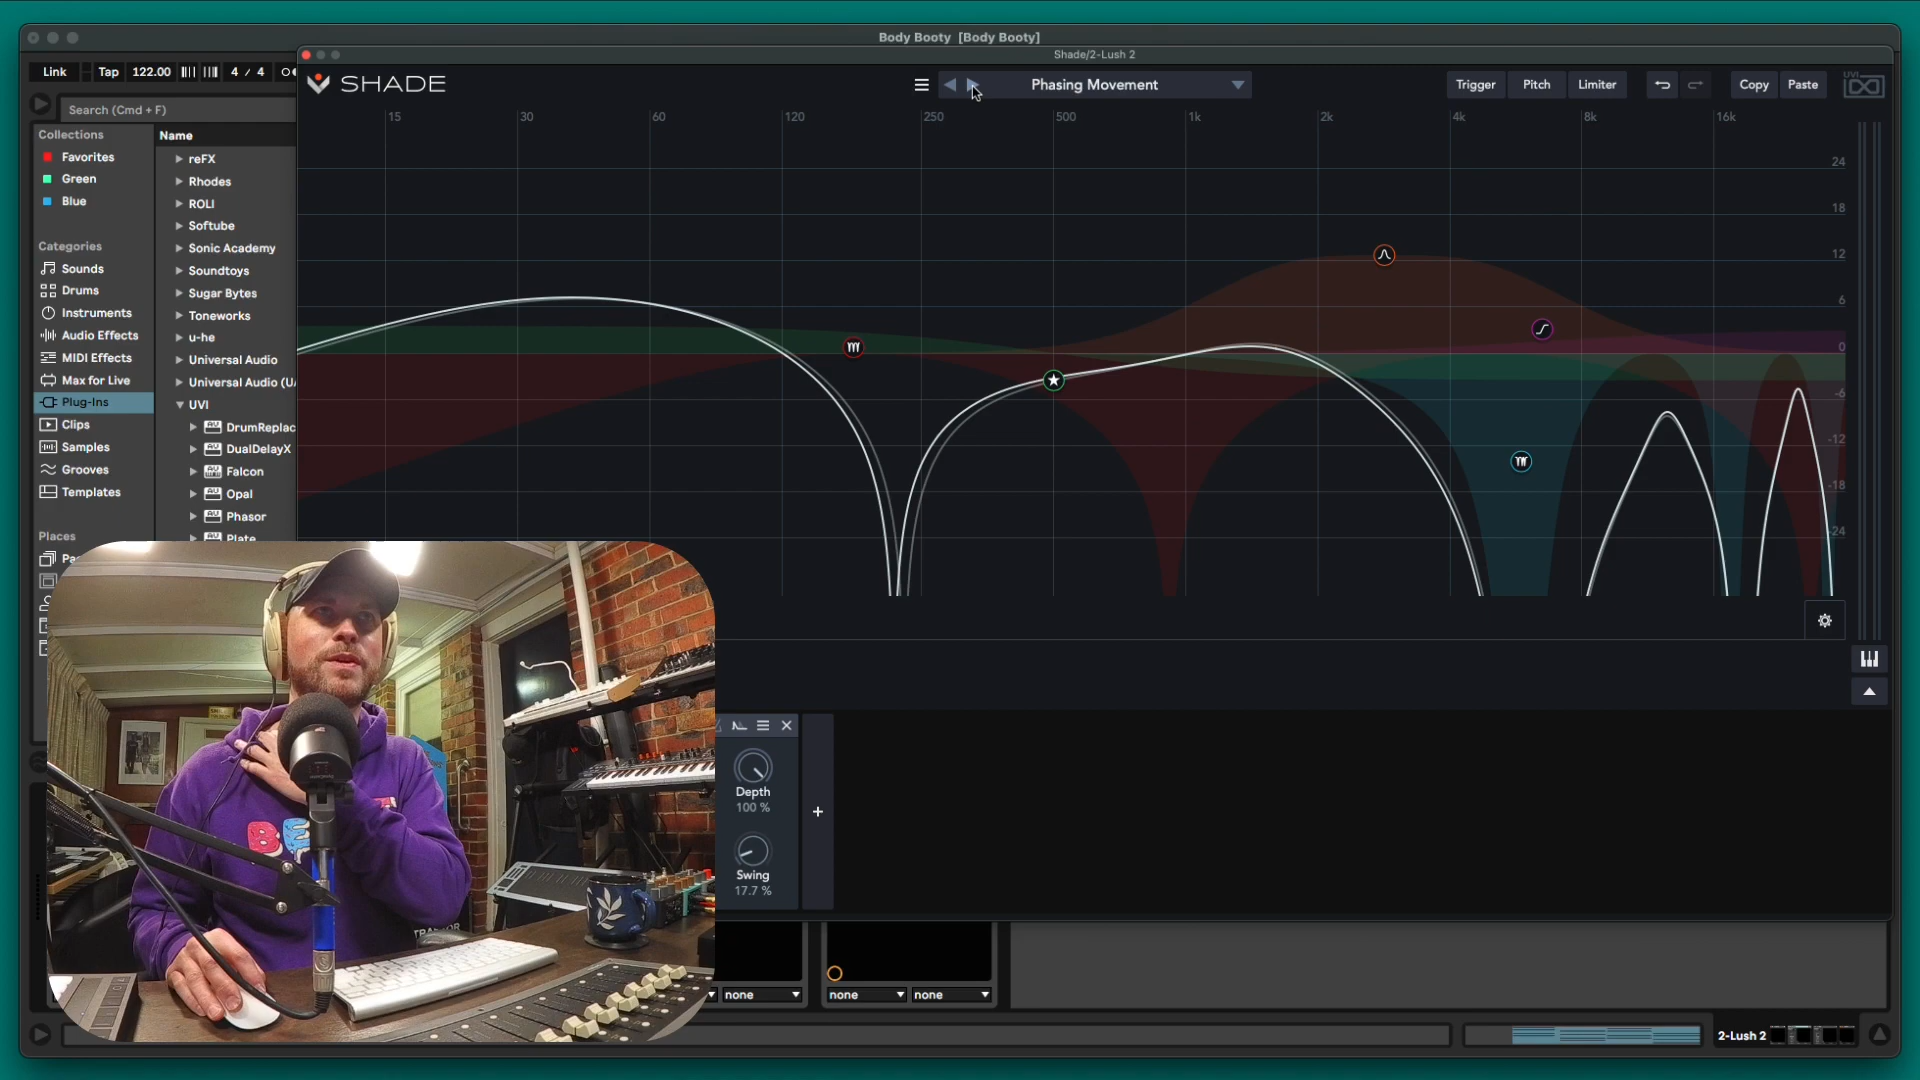 Body Booty [Body Booty]
Shade/2-Lush 2
Link
Tap
122.00
4 / 4
SHADE
Phasing Movement
Trigger
Pitch
Limiter
Copy
Paste
UVI
Search (Cmd + F)
15
30
60
120
250
500
1k
2k
4k
8k
16k
24
18
12
6
0
-6
-12
-18
-24
Collections
Favorites
Green
Blue
Categories
Sounds
Drums
Instruments
Audio Effects
MIDI Effects
Max for Live
Plug-Ins
Clips
Samples
Grooves
Templates
Places
Pa
Name
reFX
Rhodes
ROLI
Softube
Sonic Academy
Soundtoys
Sugar Bytes
Toneworks
u-he
Universal Audio
Universal Audio (UA
UVI
DrumReplac
DualDelayX
Falcon
Opal
Phasor
Plate
Depth
100 %
Swing
17.7 %
+
none
none
none
2-Lush 2